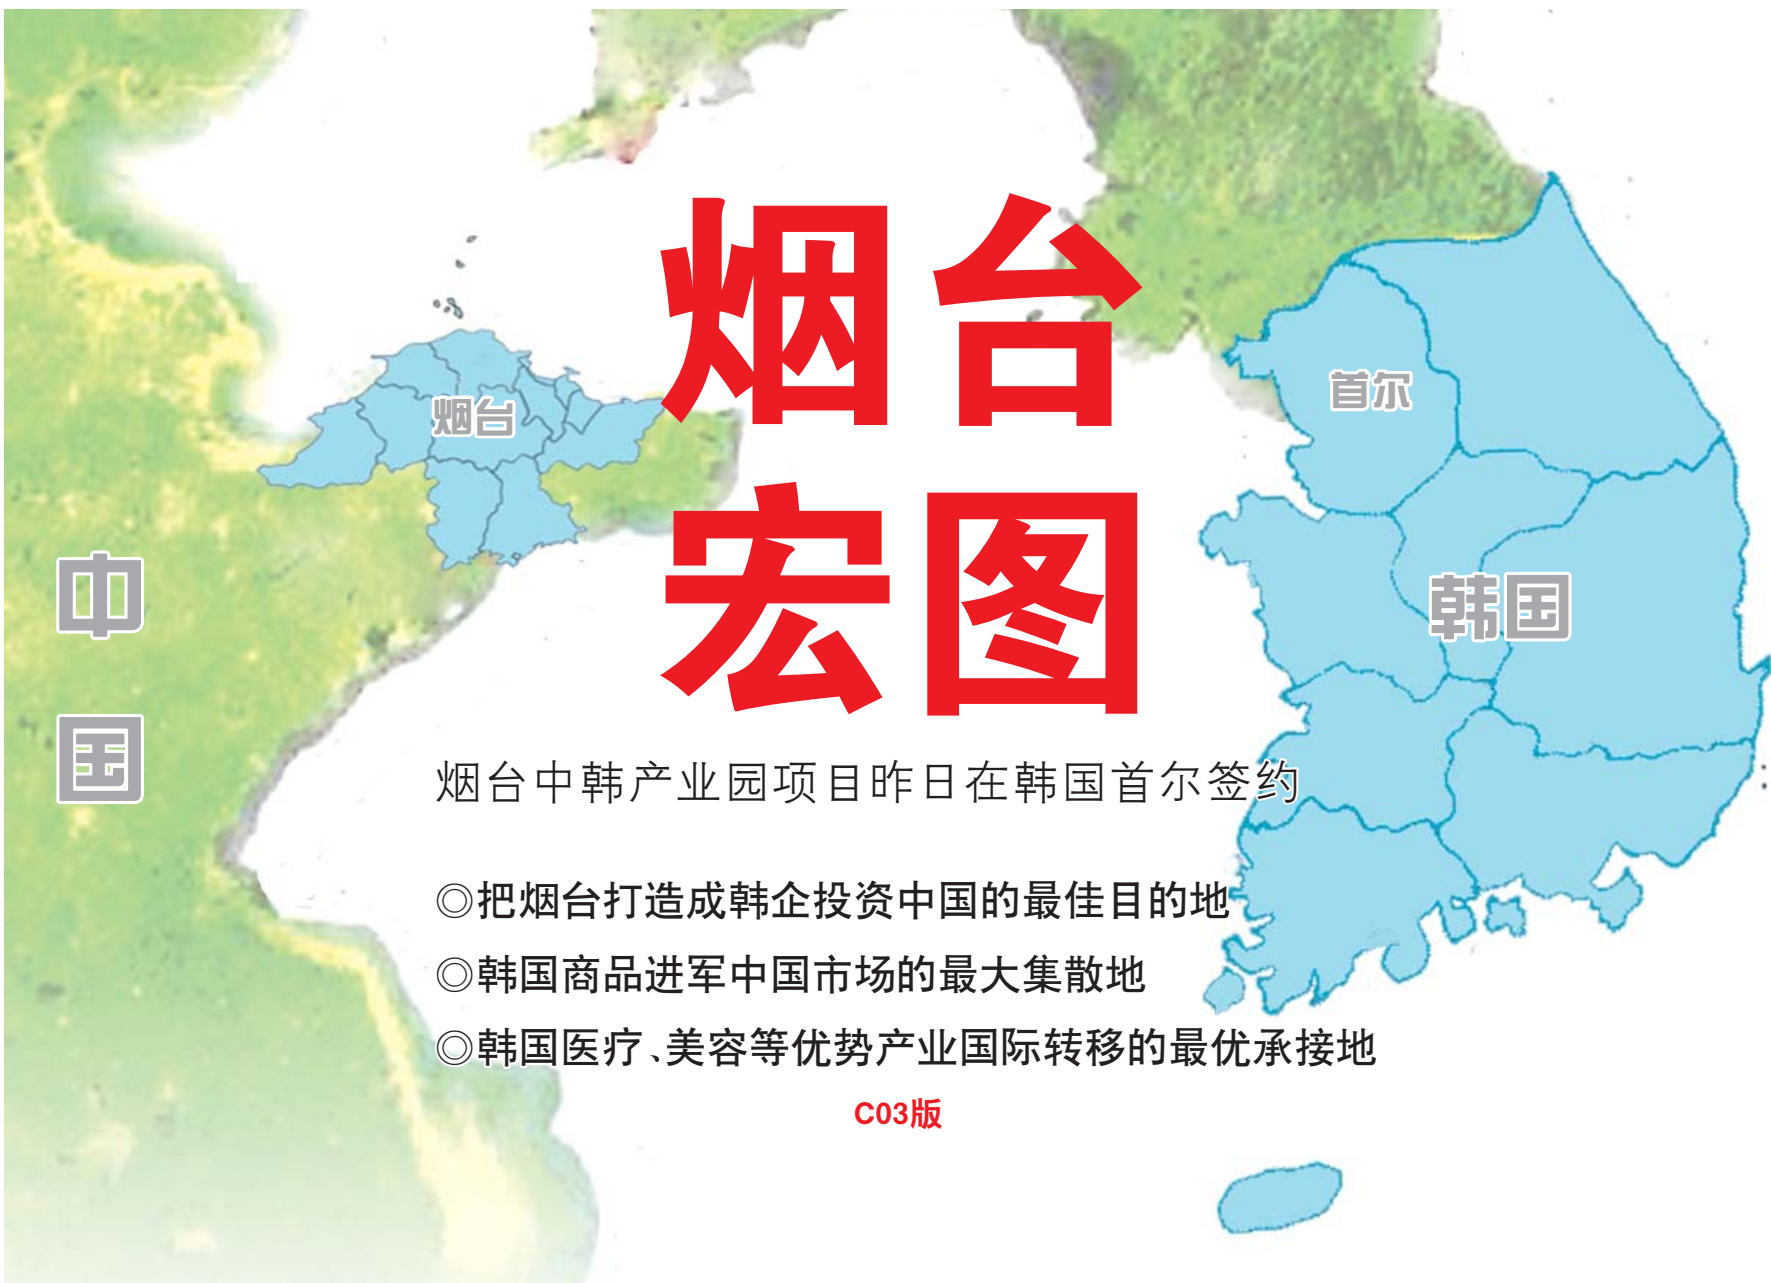 烟台
宏图
烟台
首尔
韩国
中
国
烟台中韩产业园项目昨日在韩国首尔签约
◎把烟台打造成韩企投资中国的最佳目的地
◎韩国商品进军中国市场的最大集散地
◎韩国医疗、美容等优势产业国际转移的最优承接地
C03版